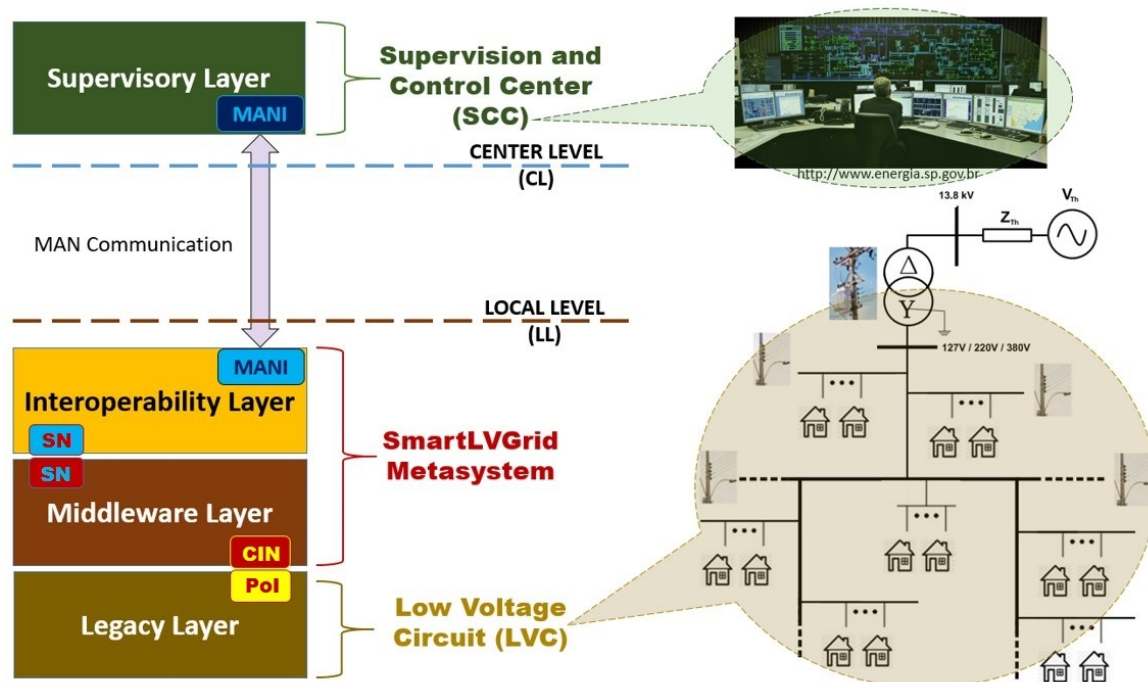 Supervisory Layer
MANI
Supervision and
Control Center
(SCC)
http://www.energia.sp.gov.br
CENTER LEVEL
(CL)
MAN Communication
LOCAL LEVEL
(LL)
13.8 kV
Z Th
V Th
Δ
Y
127V / 220V / 380V
MANI
Interoperability Layer
SN
SN
Middleware Layer
CIN
SmartLVGrid
Metasystem
PoI
Legacy Layer
Low Voltage
Circuit (LVC)